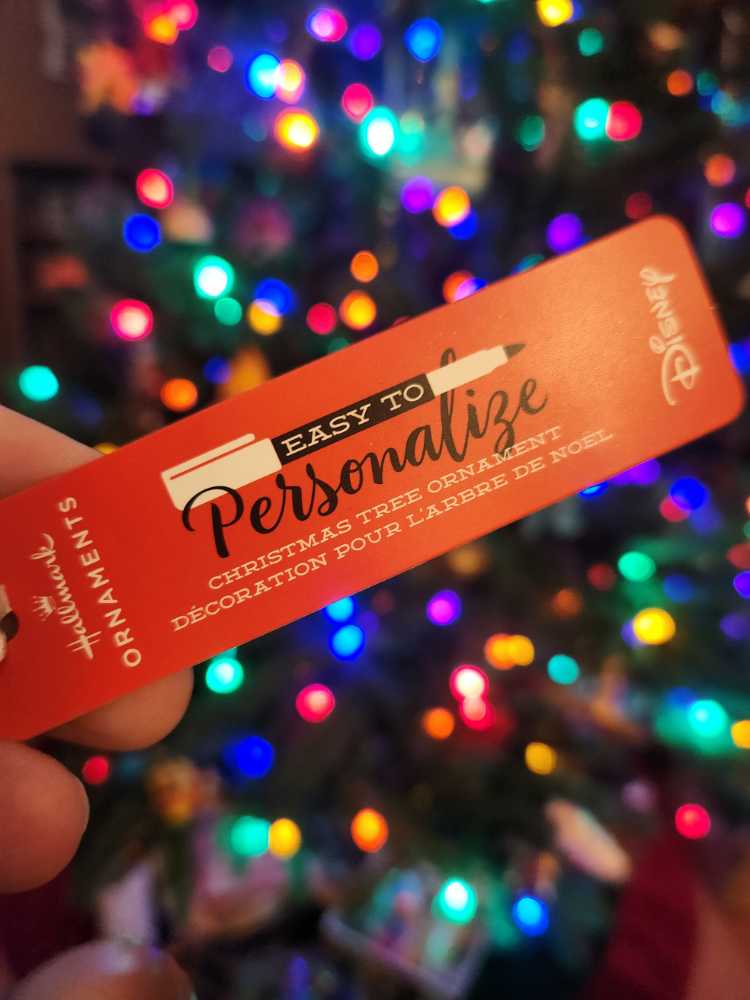 Hallmark
ORNAMENTS
EASY TO
Personalize
CHRISTMAS TREE ORNAMENT
DÉCORATION POUR L'ARBRE DE NOËL
Disney